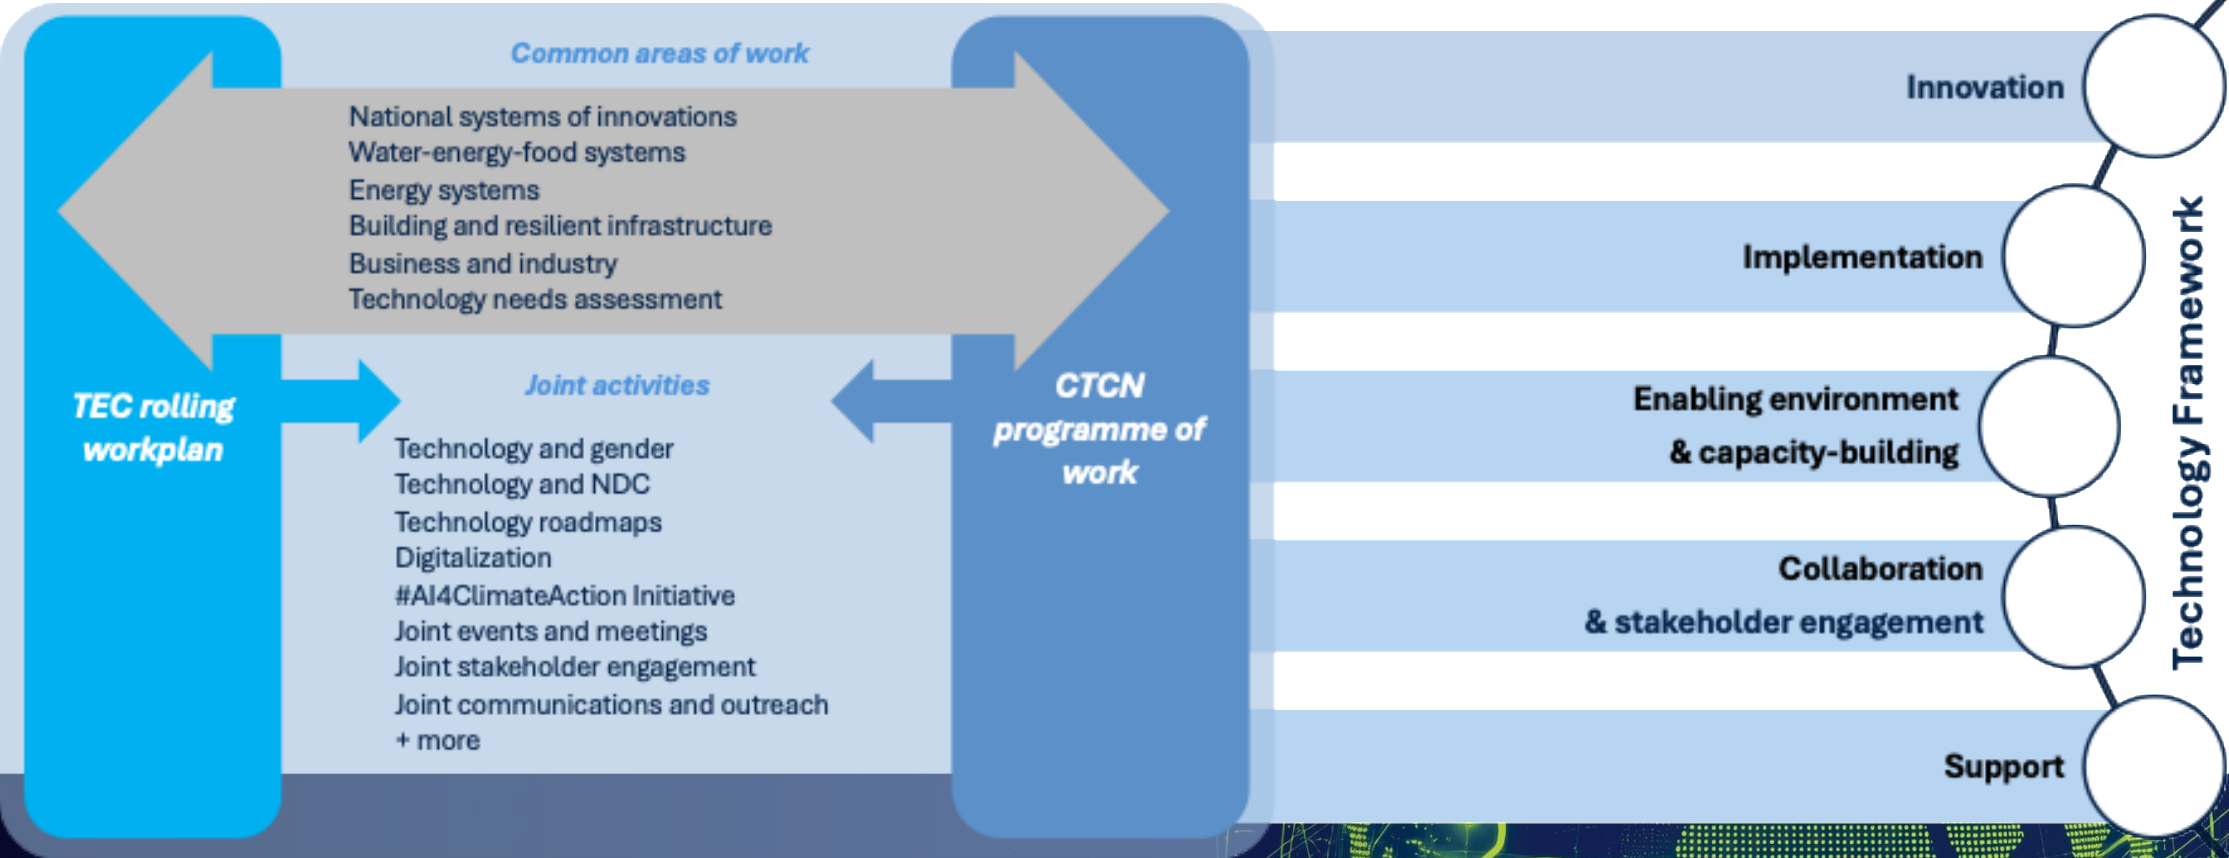 Common areas of work
National systems of innovations
Water-energy-food systems
Energy systems
Building and resilient infrastructure
Business and industry
Technology needs assessment
TEC rolling
workplan
Joint activities
Technology and gender
Technology and NDC
Technology roadmaps
Digitalization
#AI4ClimateAction Initiative
Joint events and meetings
Joint stakeholder engagement
Joint communications and outreach
+ more
CTCN
programme of
work
Innovation
Implementation
Enabling environment
& capacity-building
Collaboration
& stakeholder engagement
Support
Technology Framework